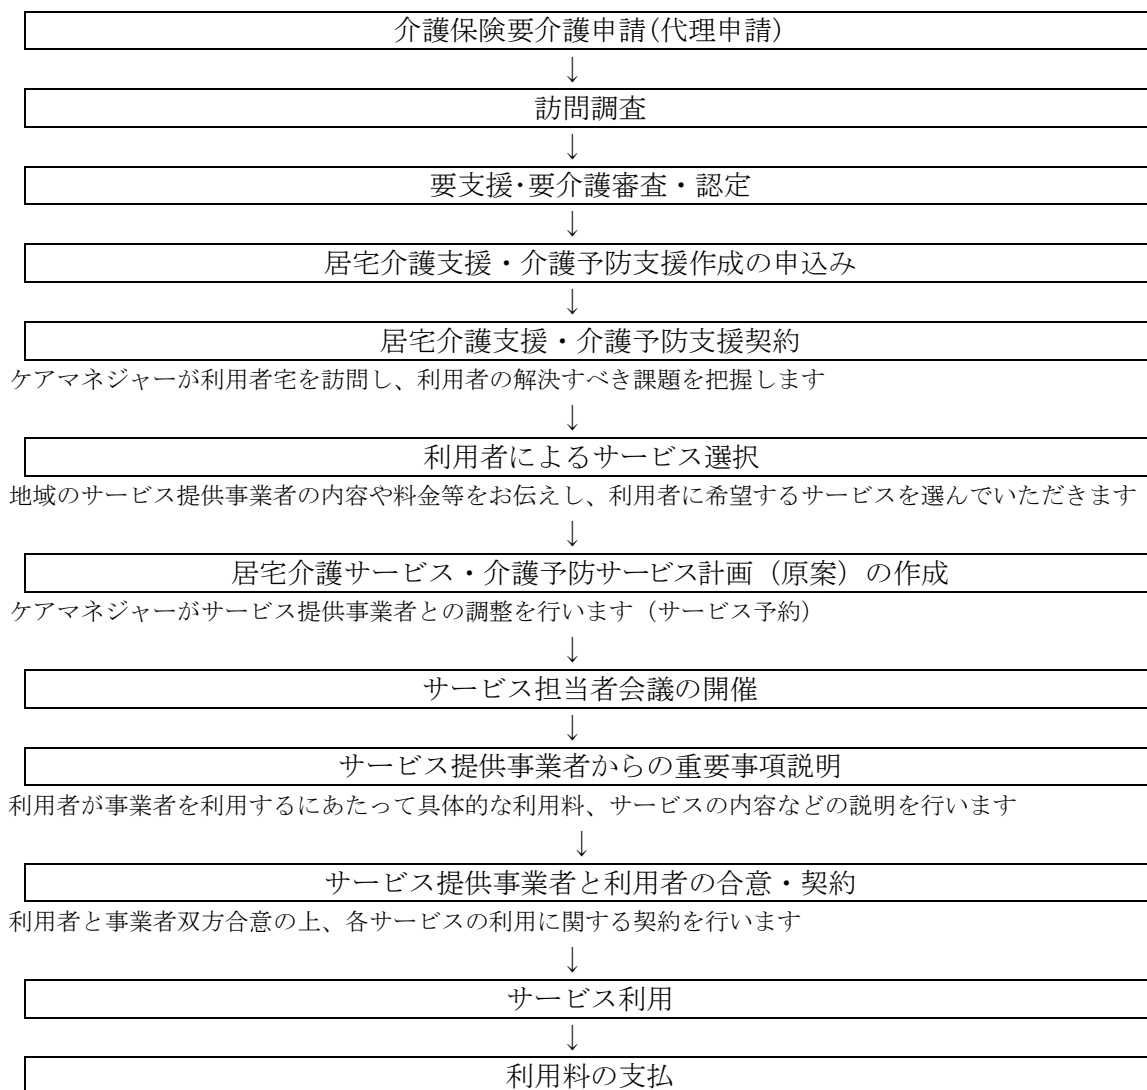 介護保険要介護申請(代理申請)
↓
訪問調査
↓
要支援･要介護審査・認定
↓
居宅介護支援・介護予防支援作成の申込み
↓
居宅介護支援・介護予防支援契約
ケアマネジャーが利用者宅を訪問し、利用者の解決すべき課題を把握します
↓
利用者によるサービス選択
地域のサービス提供事業者の内容や料金等をお伝えし、利用者に希望するサービスを選んでいただきます
↓
居宅介護サービス・介護予防サービス計画（原案）の作成
ケアマネジャーがサービス提供事業者との調整を行います（サービス予約）
↓
サービス担当者会議の開催
↓
サービス提供事業者からの重要事項説明
利用者が事業者を利用するにあたって具体的な利用料、サービスの内容などの説明を行います
↓
サービス提供事業者と利用者の合意・契約
利用者と事業者双方合意の上、各サービスの利用に関する契約を行います
↓
サービス利用
↓
利用料の支払